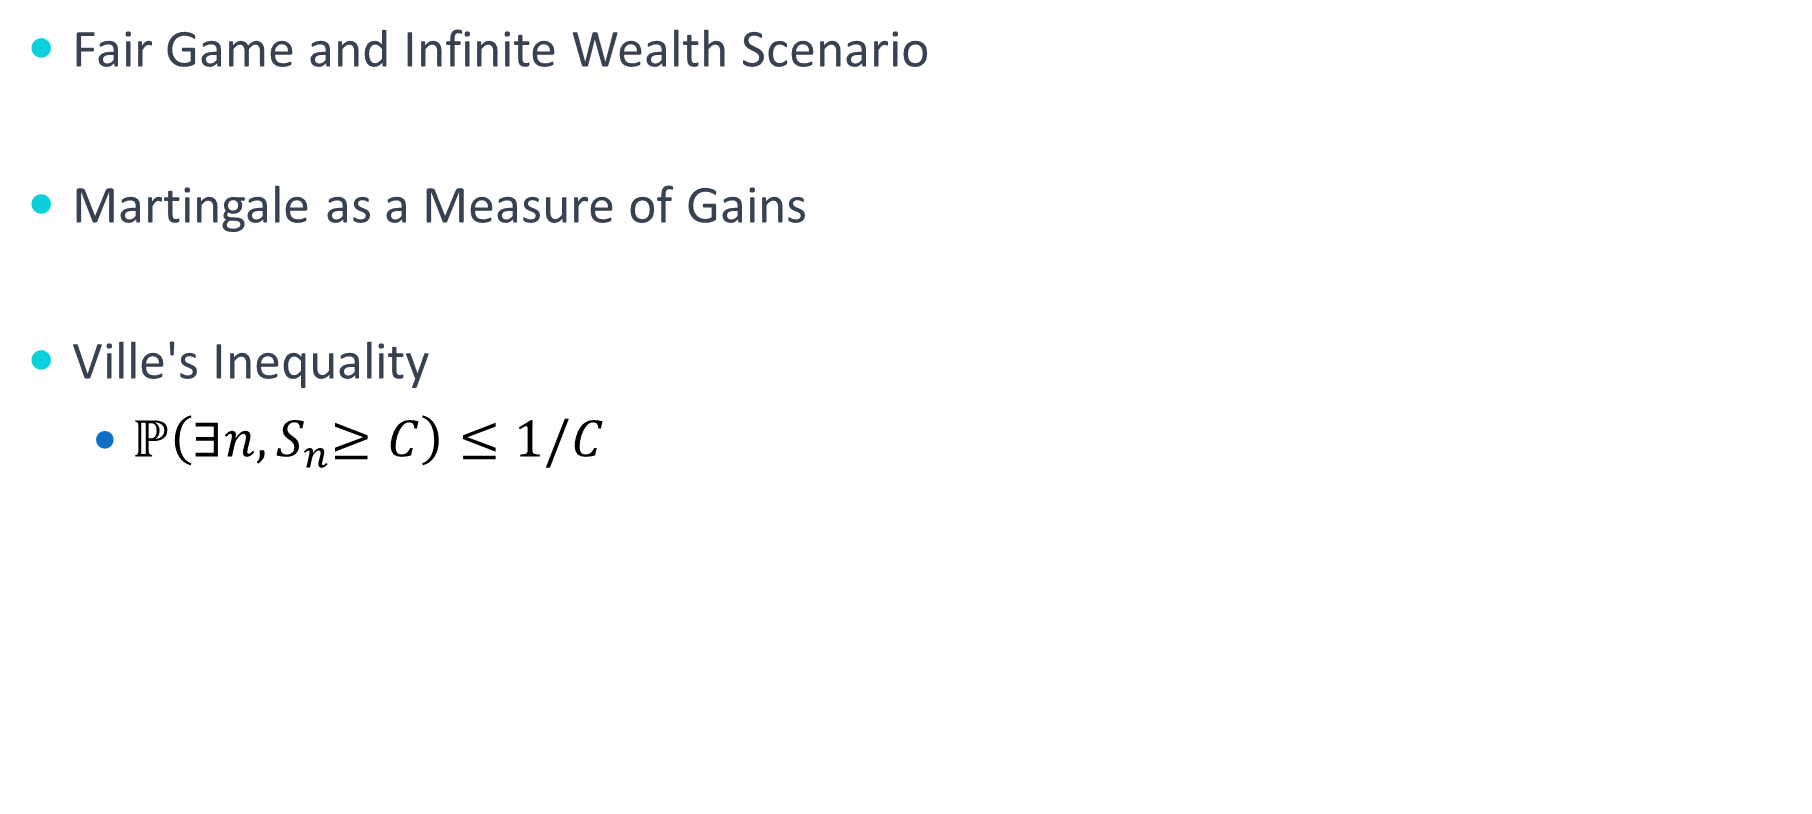 • Fair Game and Infinite Wealth Scenario
• Martingale as a Measure of Gains
• Ville's Inequality
• ℙ(∃n, Sₙ ≥ C) ≤ 1/C